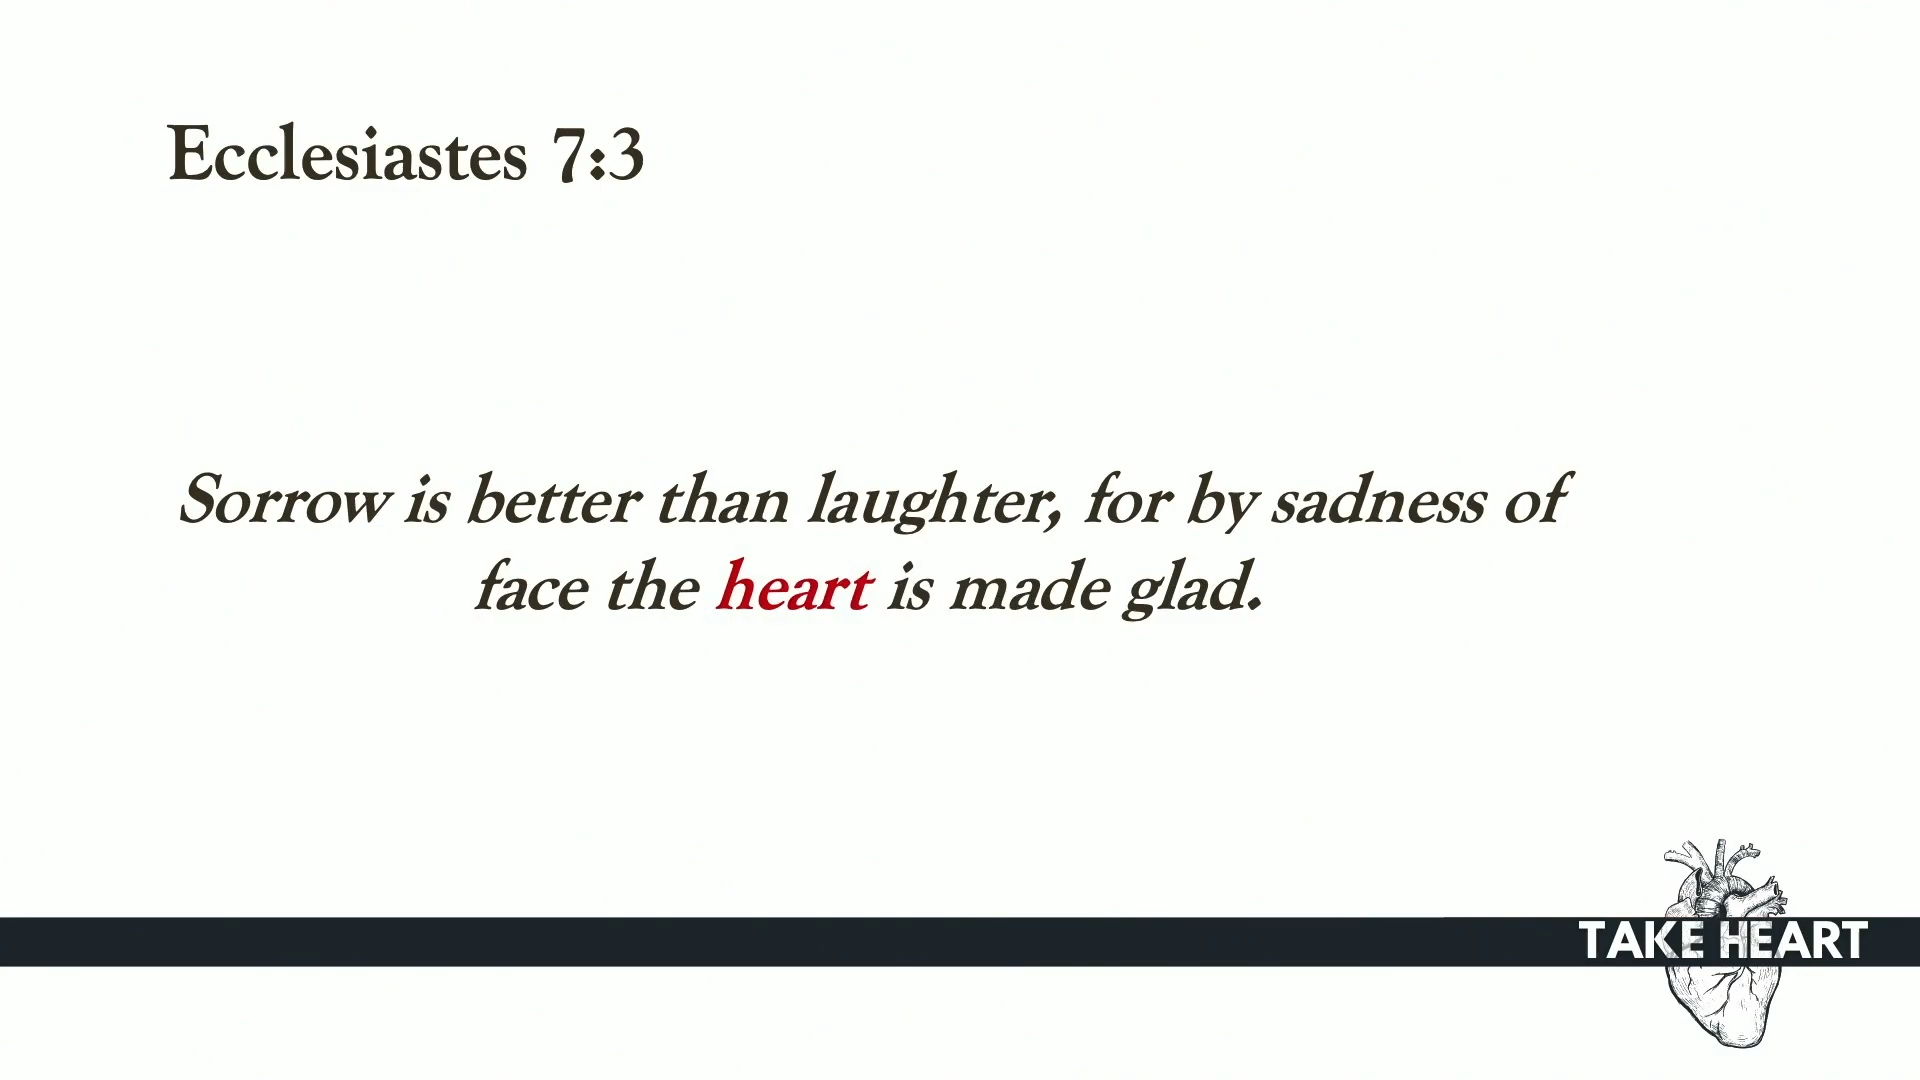 Ecclesiastes 7:3
Sorrow is better than laughter, for by sadness of
face the heart is made glad.
TAKE HEART